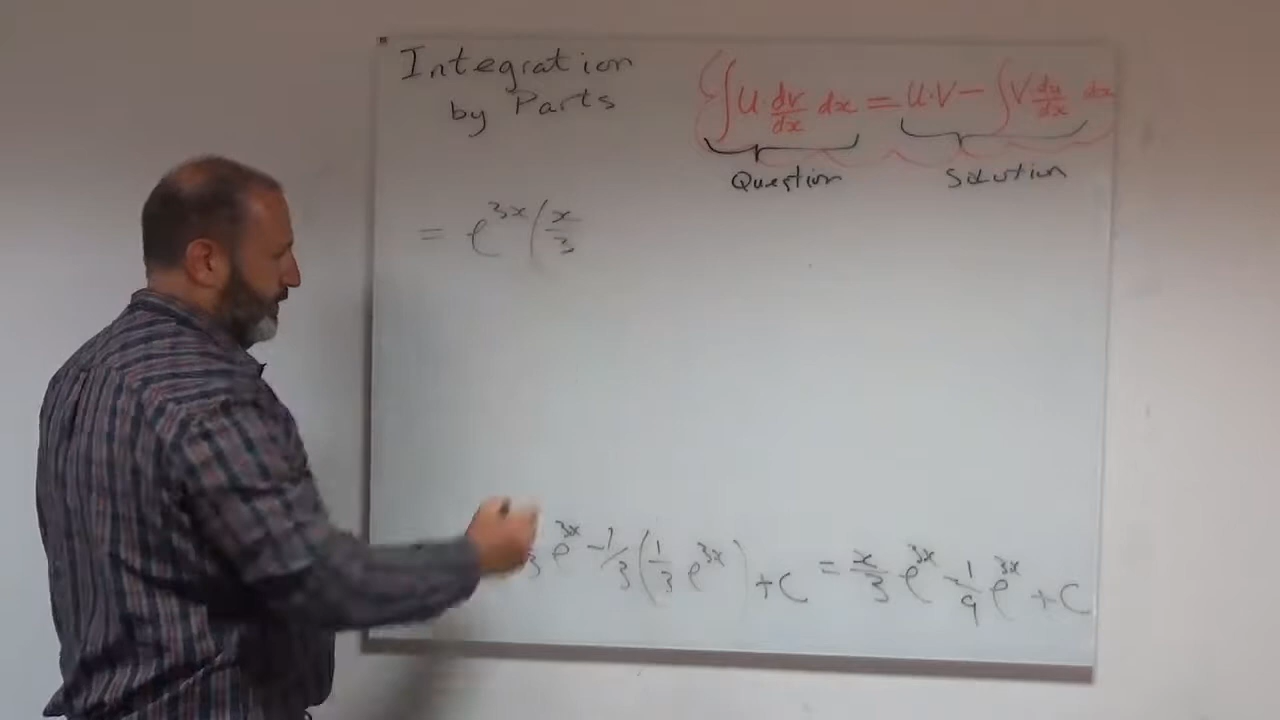 Integration
by Parts
∫ u · dv/dx dx = u·v − ∫ v du/dx dx
Question
Solution
= e^3x ( x/3
3 e^3x − 1/3 ( 1/3 e^3x ) + C = x/3 e^3x − 1/9 e^3x + C